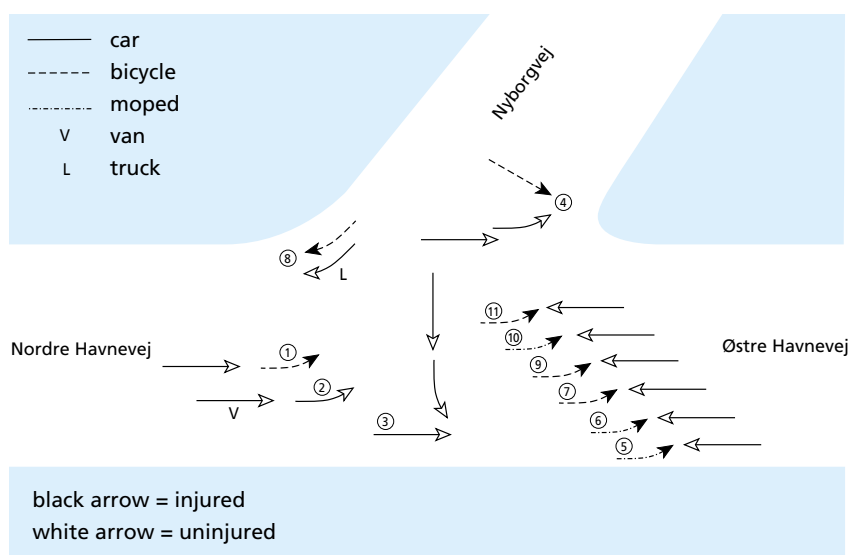 car
bicycle
moped
V van
L truck
Nyborgvej
4
8
L
11
10
Nordre Havnevej
1
9
Østre Havnevej
2
7
V
3
6
5
black arrow = injured
white arrow = uninjured